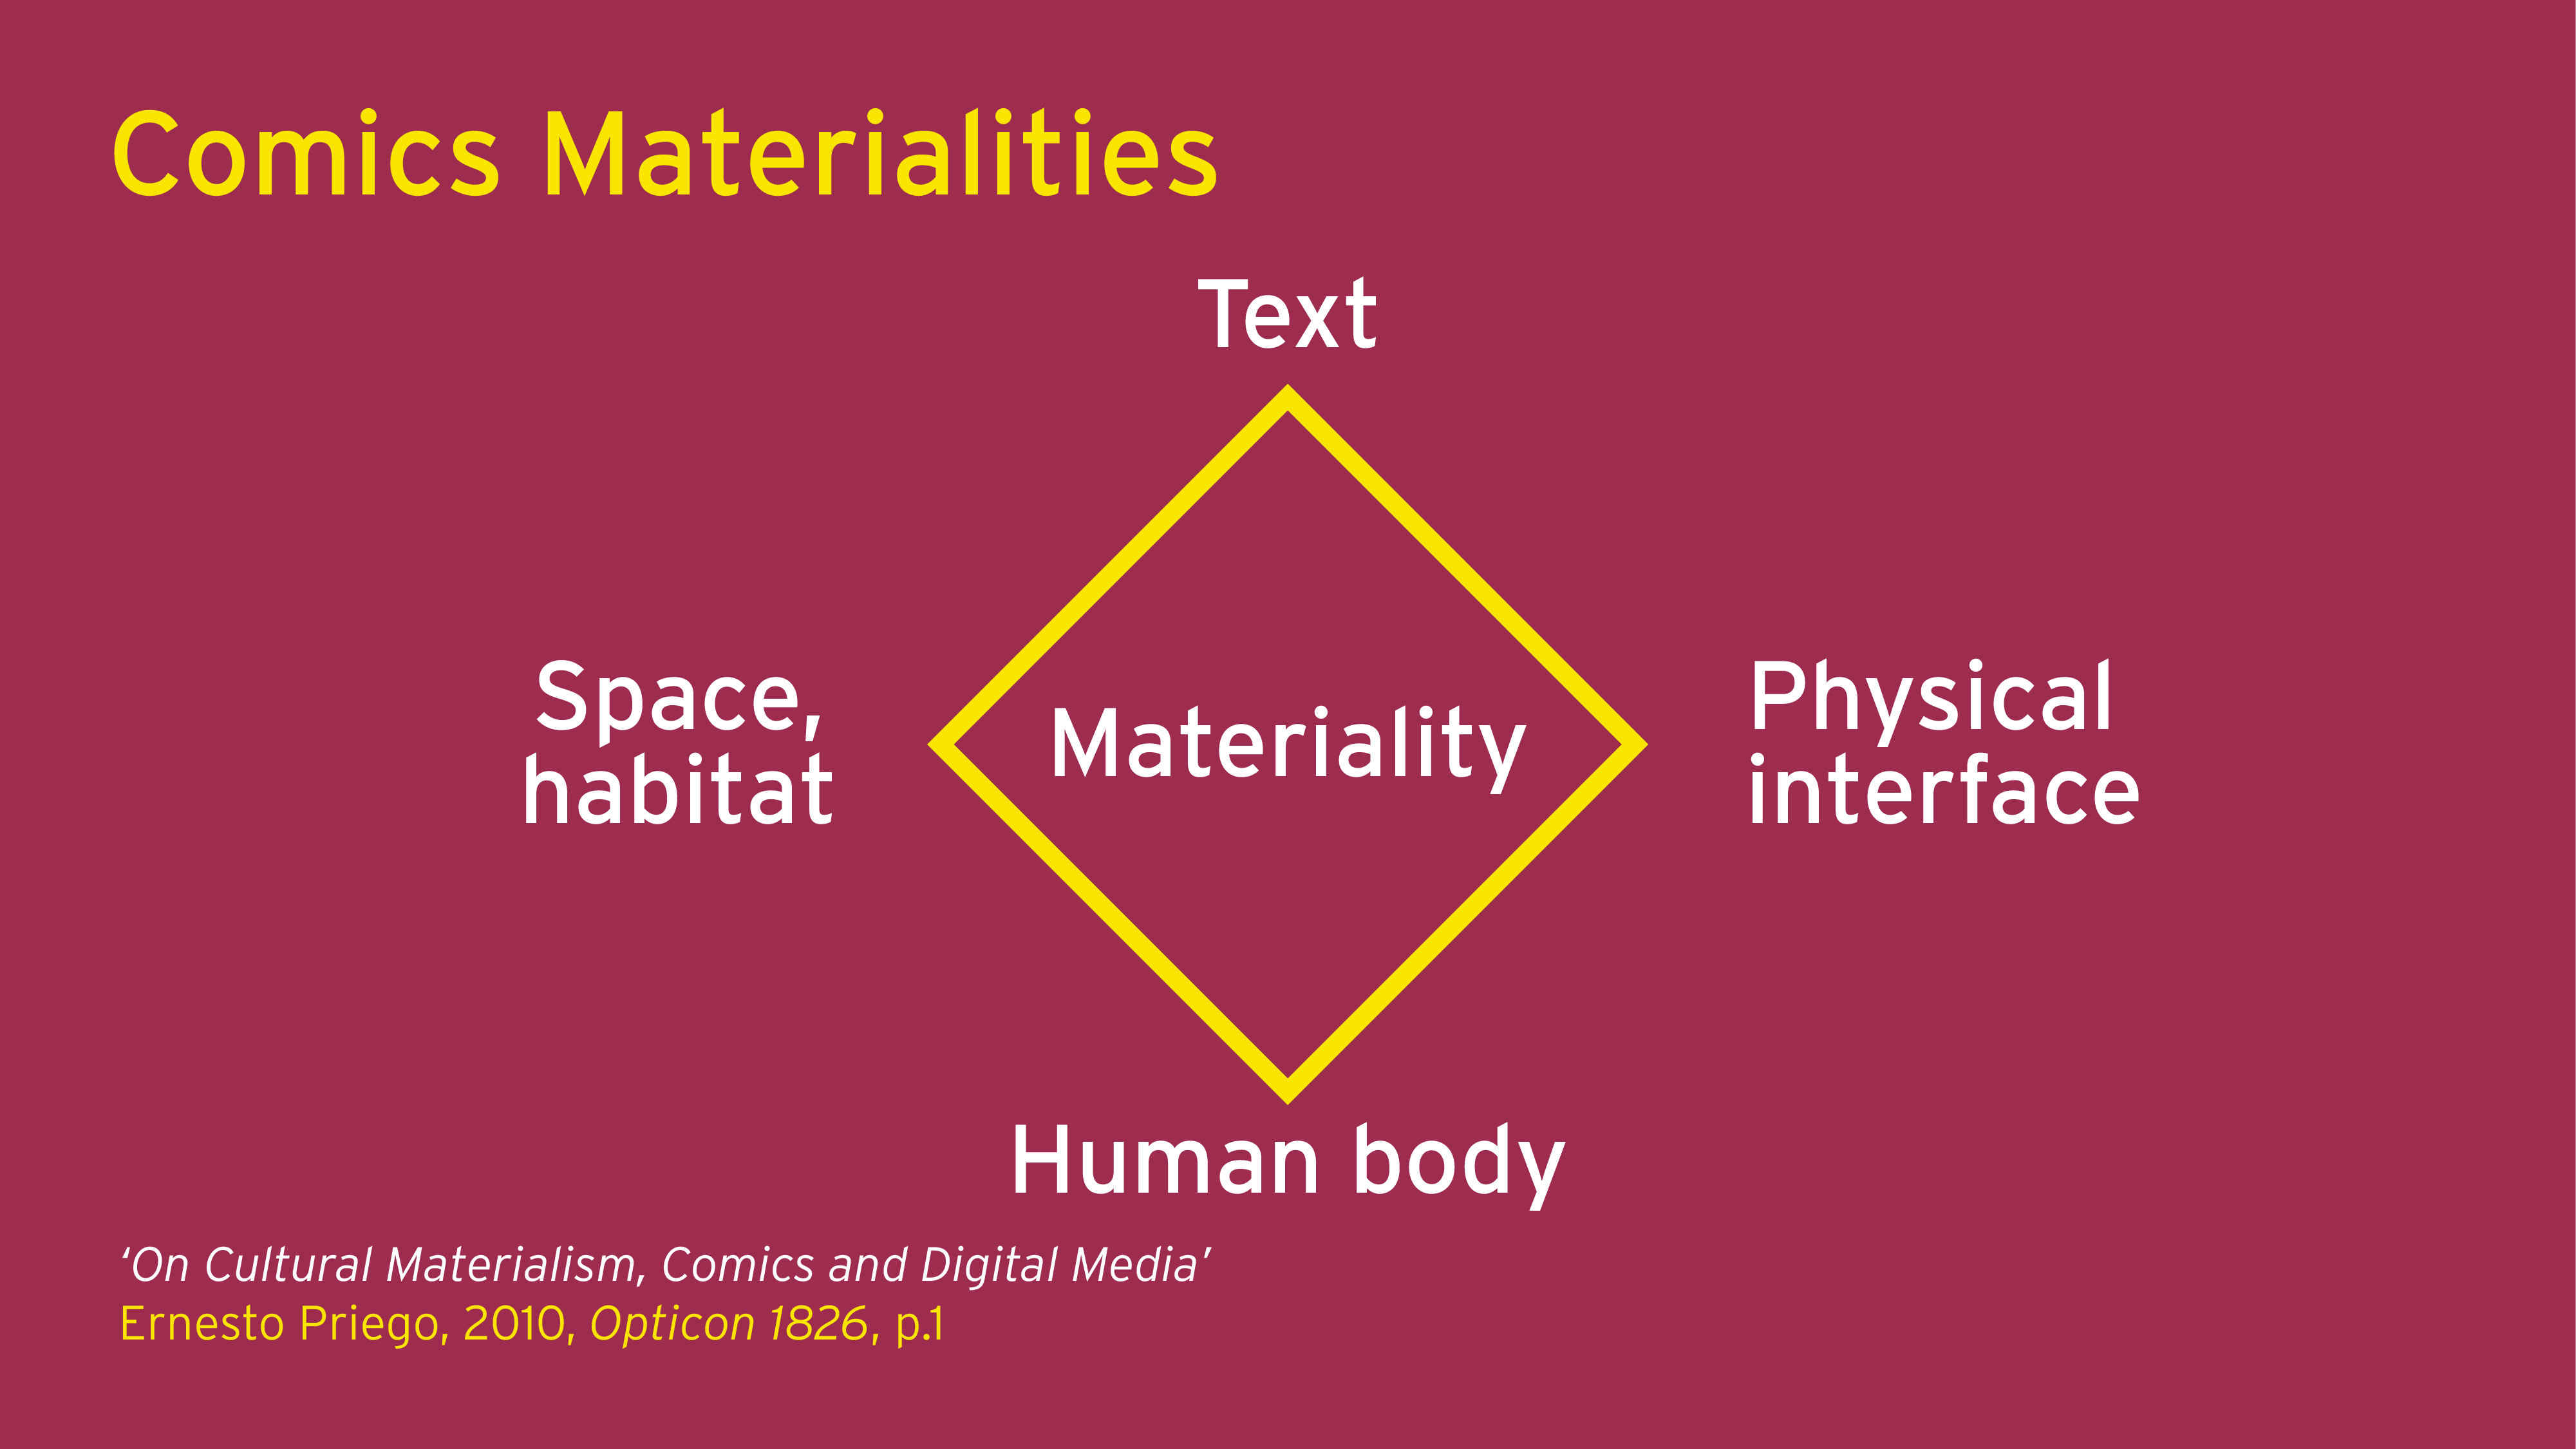 Comics Materialities
Text
Space,
habitat
Materiality
Physical
interface
Human body
‘On Cultural Materialism, Comics and Digital Media’
Ernesto Priego, 2010, Opticon 1826, p.1